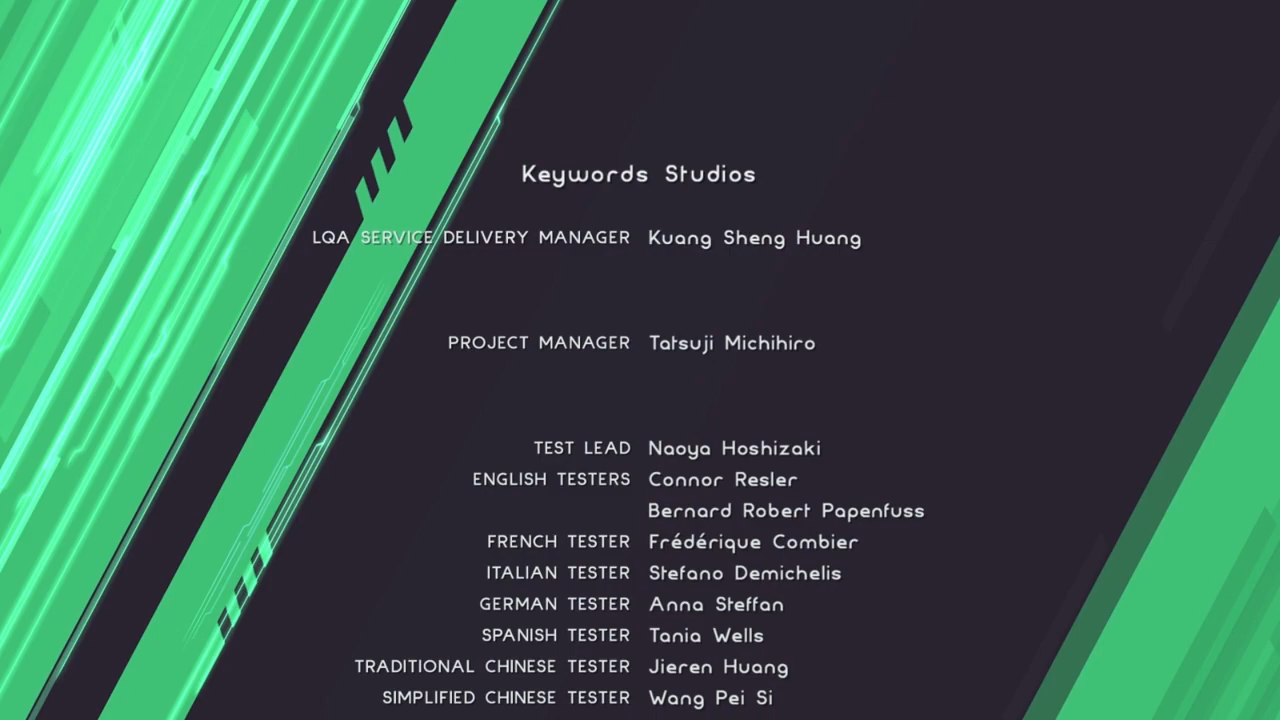 Keywords Studios
LQA SERVICE DELIVERY MANAGER Kuang Sheng Huang
PROJECT MANAGER Tatsuji Michihiro
TEST LEAD Naoya Hoshizaki
ENGLISH TESTERS Connor Resler
Bernard Robert Papenfuss
FRENCH TESTER Frédérique Combier
ITALIAN TESTER Stefano Demichelis
GERMAN TESTER Anna Steffan
SPANISH TESTER Tania Wells
TRADITIONAL CHINESE TESTER Jieren Huang
SIMPLIFIED CHINESE TESTER Wang Pei Si